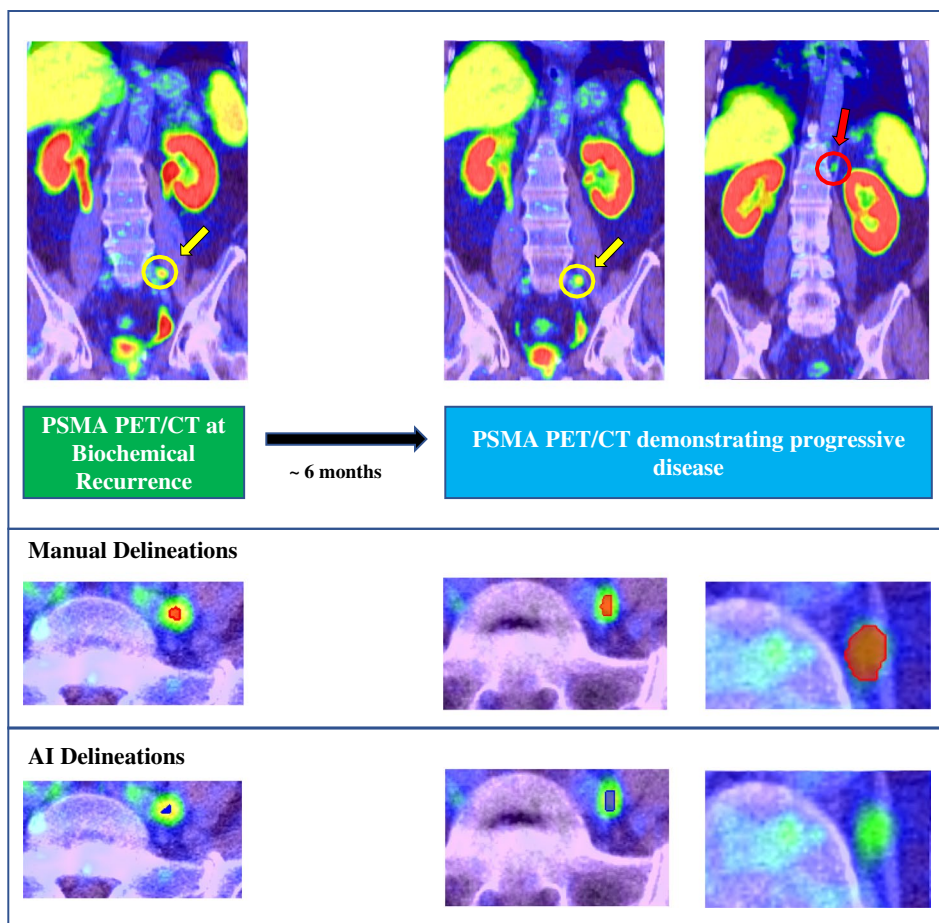 PSMA PET/CT at
Biochemical
Recurrence
~ 6 months
PSMA PET/CT demonstrating progressive
disease
Manual Delineations
AI Delineations